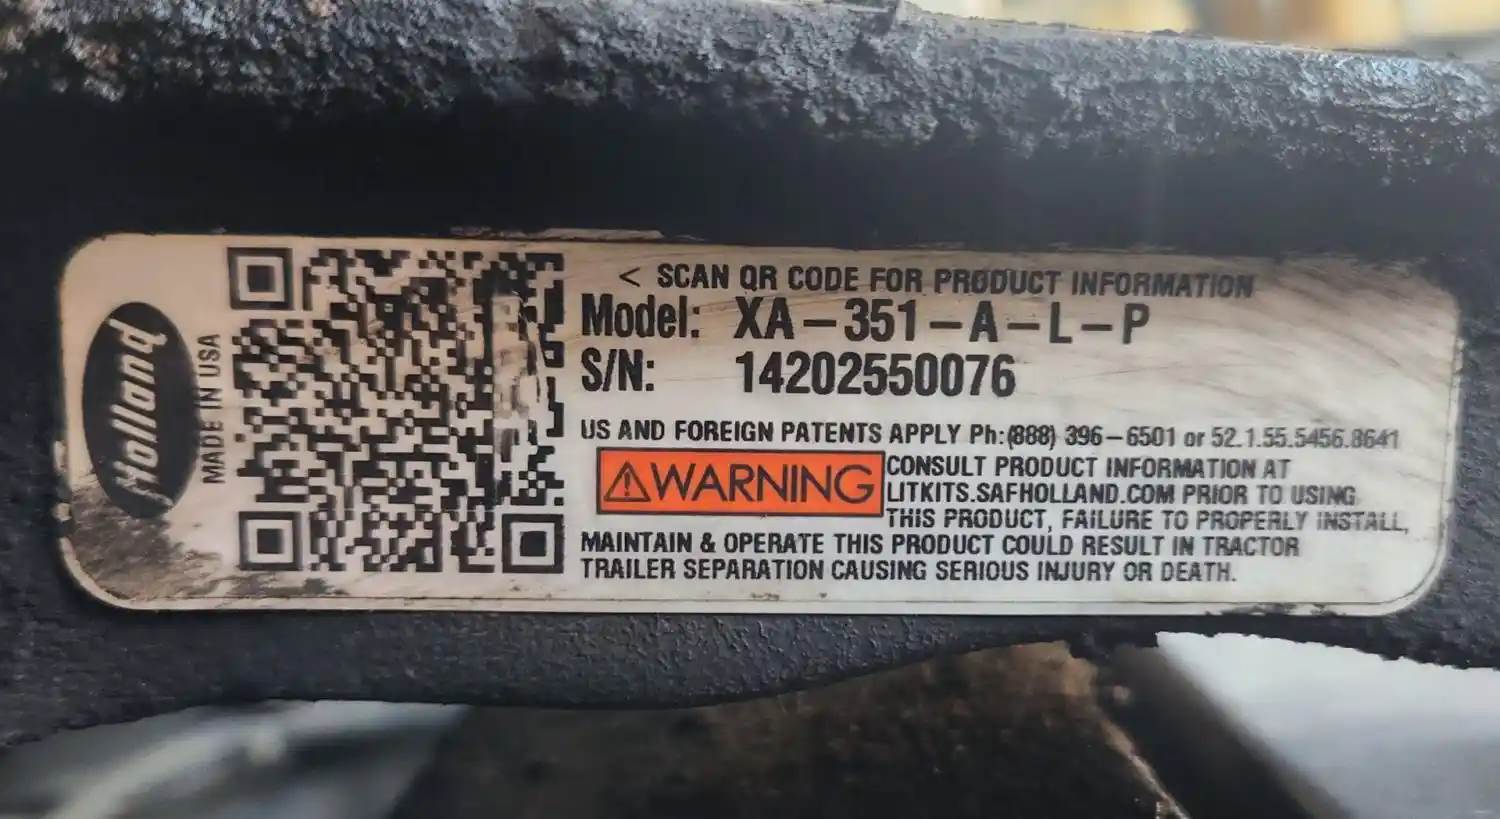 Holland
MADE IN USA
< SCAN QR CODE FOR PRODUCT INFORMATION
Model: XA-351-A-L-P
S/N: 14202550076
US AND FOREIGN PATENTS APPLY Ph:(888) 396-6501 or 52.1.55.5456.8641
⚠WARNING
CONSULT PRODUCT INFORMATION AT
LITKITS.SAFHOLLAND.COM PRIOR TO USING
THIS PRODUCT, FAILURE TO PROPERLY INSTALL,
MAINTAIN & OPERATE THIS PRODUCT COULD RESULT IN TRACTOR
TRAILER SEPARATION CAUSING SERIOUS INJURY OR DEATH.